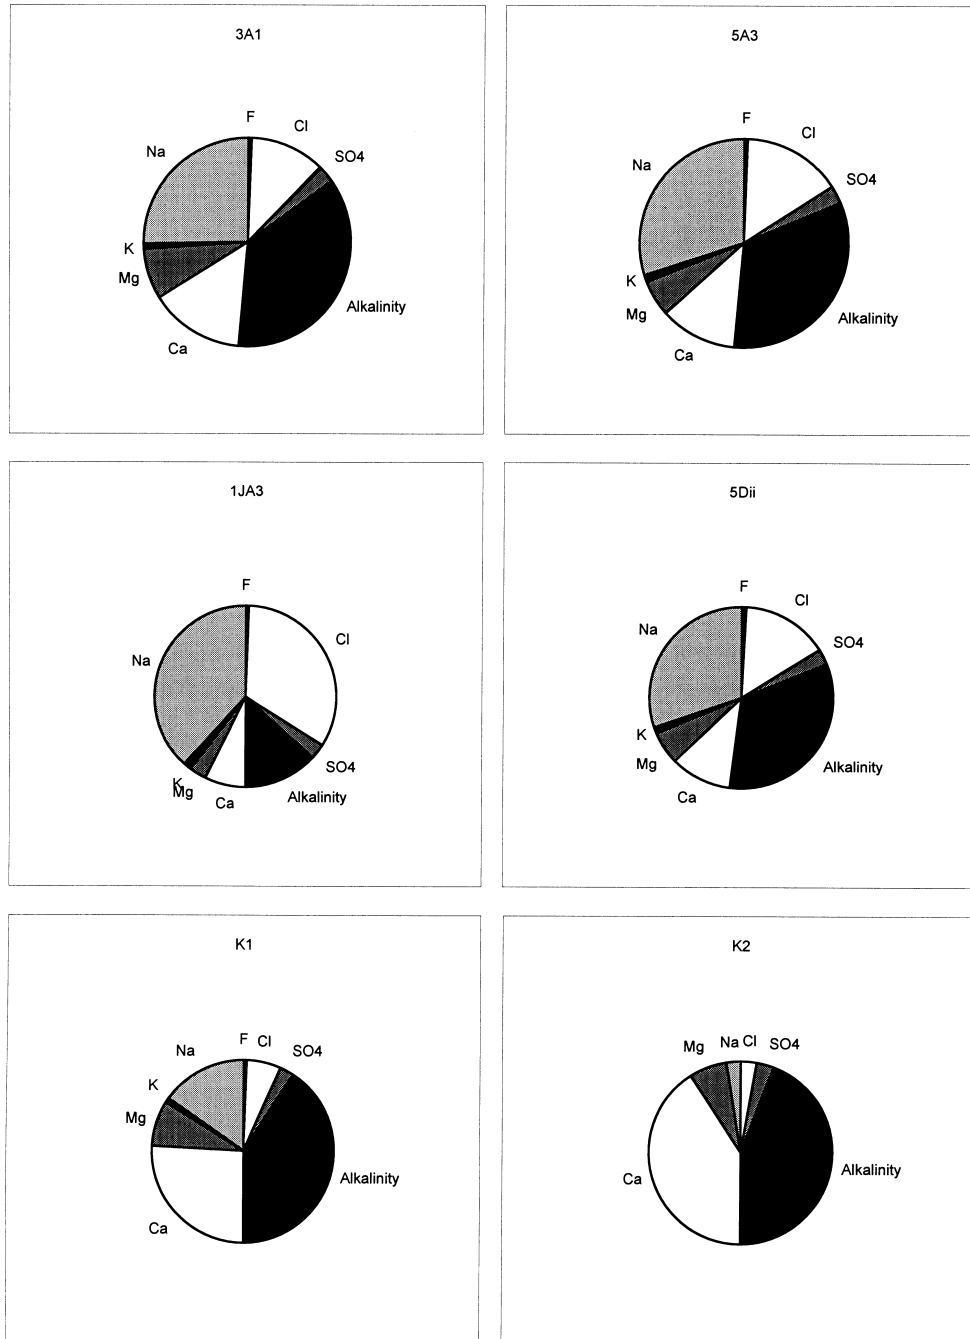 3A1
F
Cl
SO4
Na
K
Mg
Ca
Alkalinity
5A3
F
Cl
SO4
Na
K
Mg
Ca
Alkalinity
1JA3
F
Cl
Na
SO4
K
Mg
Ca
Alkalinity
5Dii
F
Cl
SO4
Na
K
Mg
Ca
Alkalinity
K1
F
Cl
SO4
Na
K
Mg
Alkalinity
Ca
K2
Mg
Na
Cl
SO4
Alkalinity
Ca